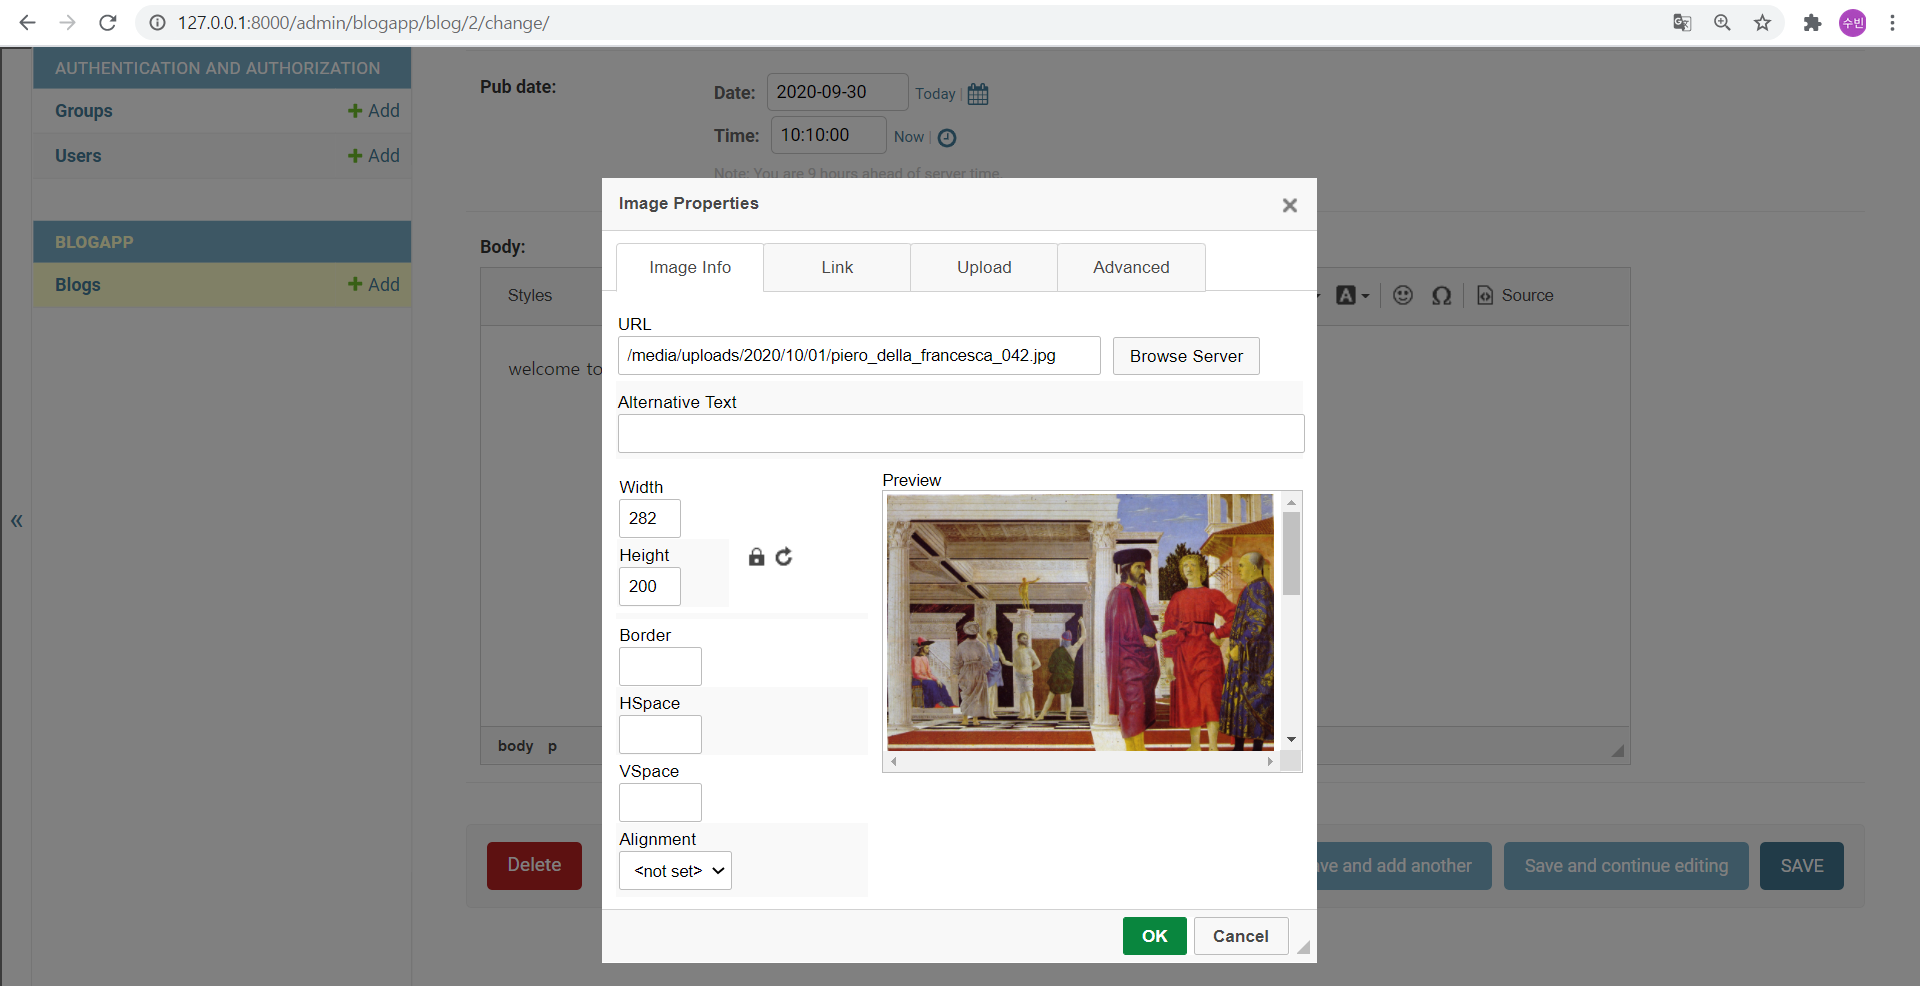 127.0.0.1:8000/admin/blogapp/blog/2/change/
수빈
AUTHENTICATION AND AUTHORIZATION
Groups
Add
Users
Add
BLOGAPP
Blogs
Add
«
Pub date:
Date:
2020-09-30
Today |
Time:
10:10:00
Now |
Note: You are 9 hours ahead of server time.
Body:
Styles
A
Ω
Source
welcome to
body p
Image Properties
Image Info
Link
Upload
Advanced
URL
/media/uploads/2020/10/01/piero_della_francesca_042.jpg
Browse Server
Alternative Text
Width
282
Height
200
Border
HSpace
VSpace
Alignment
<not set>
Preview
OK
Cancel
Delete
ve and add another
Save and continue editing
SAVE